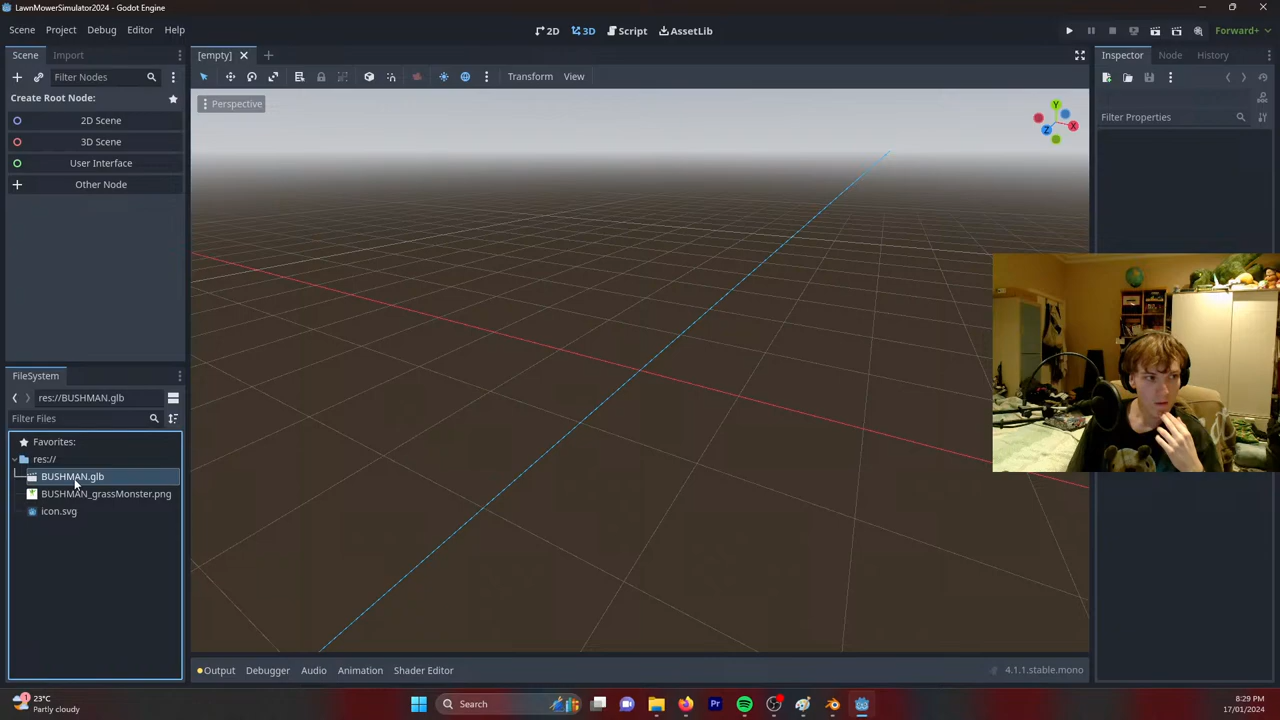 LawnMowerSimulator2024 - Godot Engine
Scene Project Debug Editor Help
2D 3D Script AssetLib
Forward+
Scene Import
[empty]
Inspector Node History
Filter Nodes
Transform View
Create Root Node:
Perspective
Y
X
Z
Filter Properties
2D Scene
3D Scene
User Interface
Other Node
FileSystem
res://BUSHMAN.glb
Filter Files
Favorites:
res://
BUSHMAN.glb
BUSHMAN_grassMonster.png
icon.svg
Output Debugger Audio Animation Shader Editor
4.1.1.stable.mono
1
23°C
Partly cloudy
Search
Pr
8:29 PM
17/01/2024